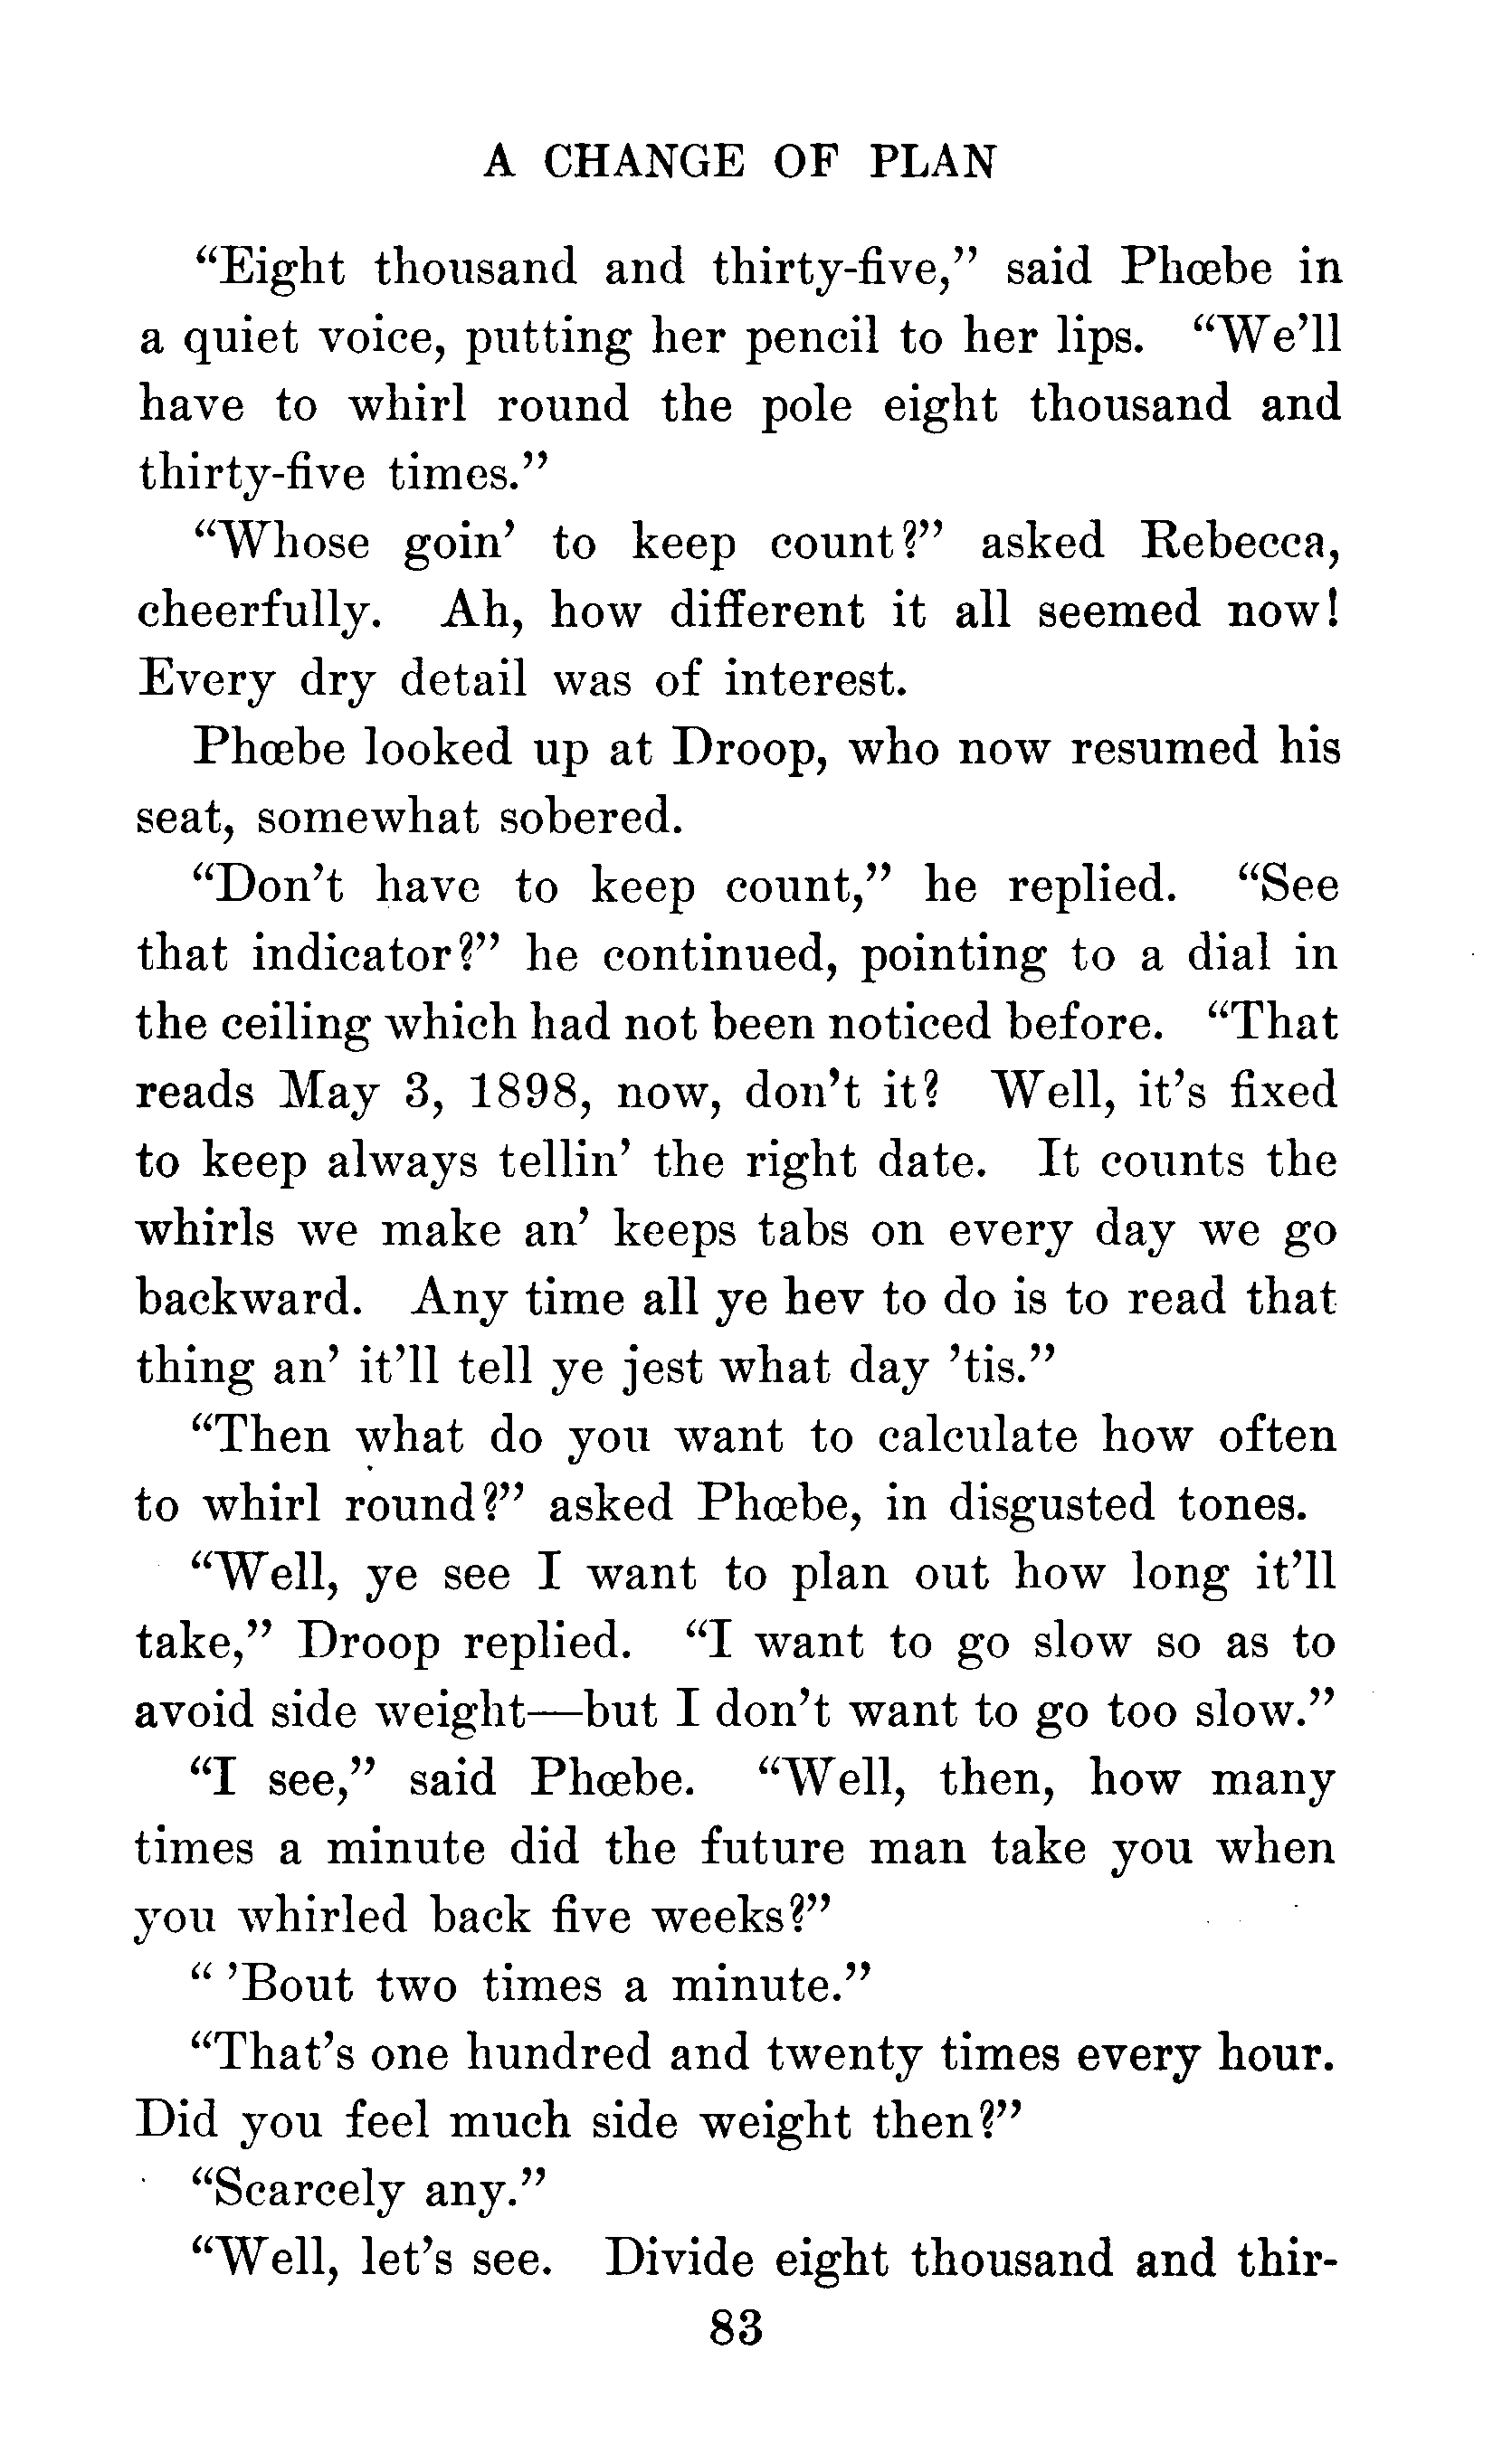 A CHANGE OF PLAN
“Eight thousand and thirty-five,” said Phœbe in
a quiet voice, putting her pencil to her lips. “We’ll
have to whirl round the pole eight thousand and
thirty-five times.”
“Whose goin’ to keep count?” asked Rebecca,
cheerfully. Ah, how different it all seemed now!
Every dry detail was of interest.
Phœbe looked up at Droop, who now resumed his
seat, somewhat sobered.
“Don’t have to keep count,” he replied. “See
that indicator?” he continued, pointing to a dial in
the ceiling which had not been noticed before. “That
reads May 3, 1898, now, don’t it? Well, it’s fixed
to keep always tellin’ the right date. It counts the
whirls we make an’ keeps tabs on every day we go
backward. Any time all ye hev to do is to read that
thing an’ it’ll tell ye jest what day ’tis.”
“Then what do you want to calculate how often
to whirl round?” asked Phœbe, in disgusted tones.
“Well, ye see I want to plan out how long it’ll
take,” Droop replied. “I want to go slow so as to
avoid side weight—but I don’t want to go too slow.”
“I see,” said Phœbe. “Well, then, how many
times a minute did the future man take you when
you whirled back five weeks?”
“ ’Bout two times a minute.”
“That’s one hundred and twenty times every hour.
Did you feel much side weight then?”
“Scarcely any.”
“Well, let’s see. Divide eight thousand and thir-
83